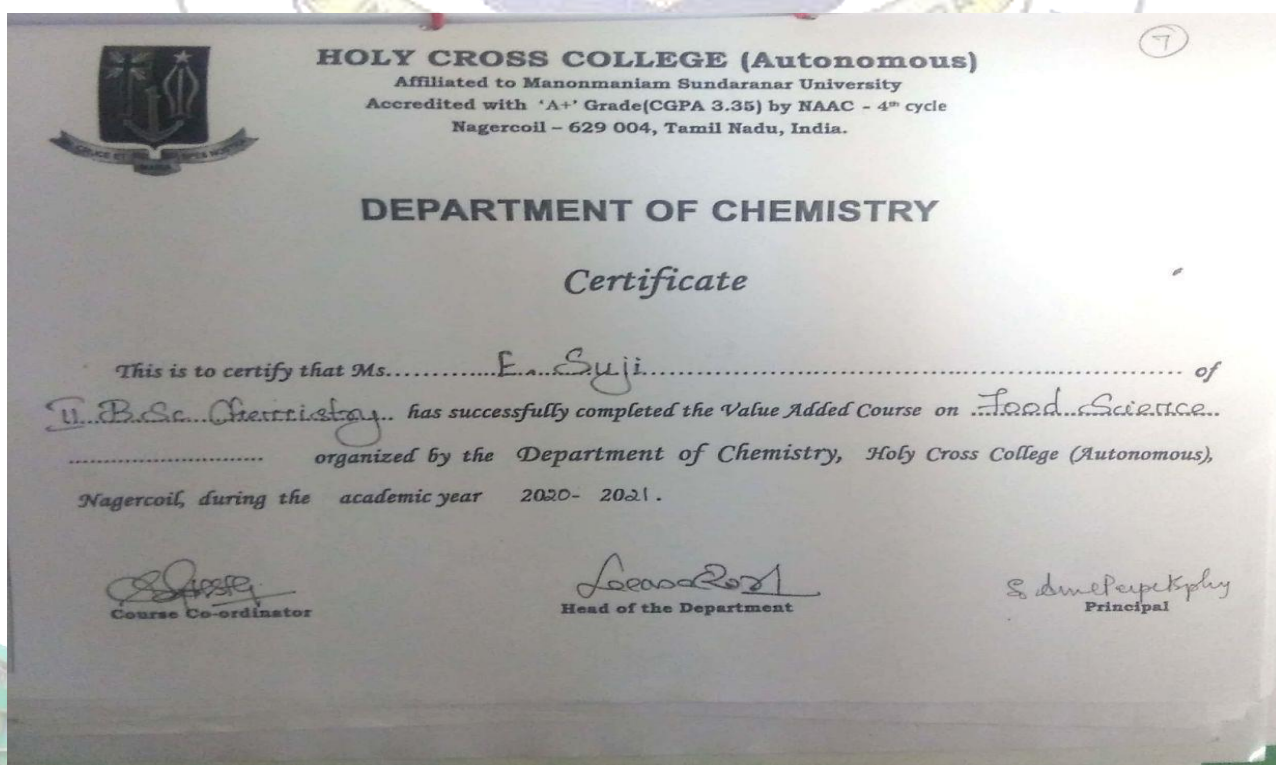 7
HOLY CROSS COLLEGE (Autonomous)
Affiliated to Manonmaniam Sundaranar University
Accredited with 'A+' Grade(CGPA 3.35) by NAAC - 4th cycle
Nagercoil – 629 004, Tamil Nadu, India.
DEPARTMENT OF CHEMISTRY
Certificate
This is to certify that Ms............E...Suji.......................................................... of
II B.Sc Chemistry.. has successfully completed the Value Added Course on ..Food Science..
............................ organized by the Department of Chemistry, Holy Cross College (Autonomous),
Nagercoil, during the academic year 2020- 2021.
Course Co-ordinator
Head of the Department
Principal